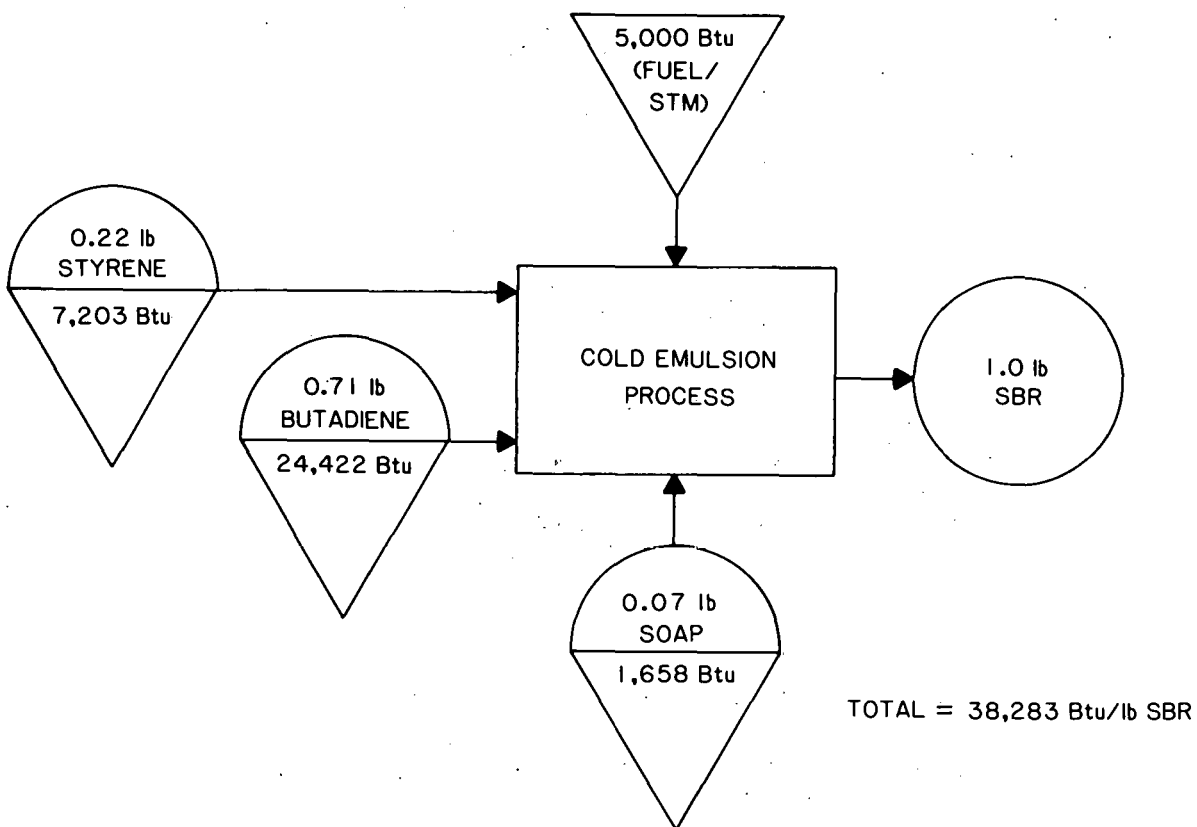 5,000 Btu
(FUEL/
STM)
0.22 lb
STYRENE
7,203 Btu
0.71 lb
BUTADIENE
24,422 Btu
COLD EMULSION
PROCESS
1.0 lb
SBR
0.07 lb
SOAP
1,658 Btu
TOTAL = 38,283 Btu/lb SBR